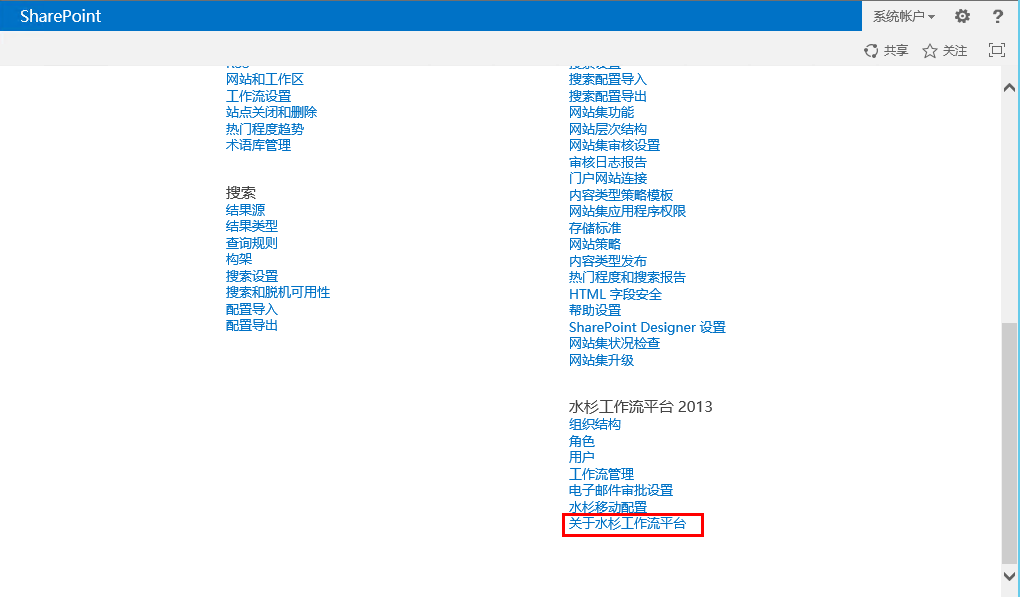 SharePoint
系统帐户
?
共享
关注
网站和工作区
工作流设置
站点关闭和删除
热门程度趋势
术语库管理
搜索
结果源
结果类型
查询规则
构架
搜索设置
搜索和脱机可用性
配置导入
配置导出
搜索设置
搜索配置导入
搜索配置导出
网站集功能
网站层次结构
网站集审核设置
审核日志报告
门户网站连接
内容类型策略模板
网站集应用程序权限
存储标准
网站策略
内容类型发布
热门程度和搜索报告
HTML 字段安全
帮助设置
SharePoint Designer 设置
网站集状况检查
网站集升级
水杉工作流平台 2013
组织结构
角色
用户
工作流管理
电子邮件审批设置
水杉移动配置
关于水杉工作流平台